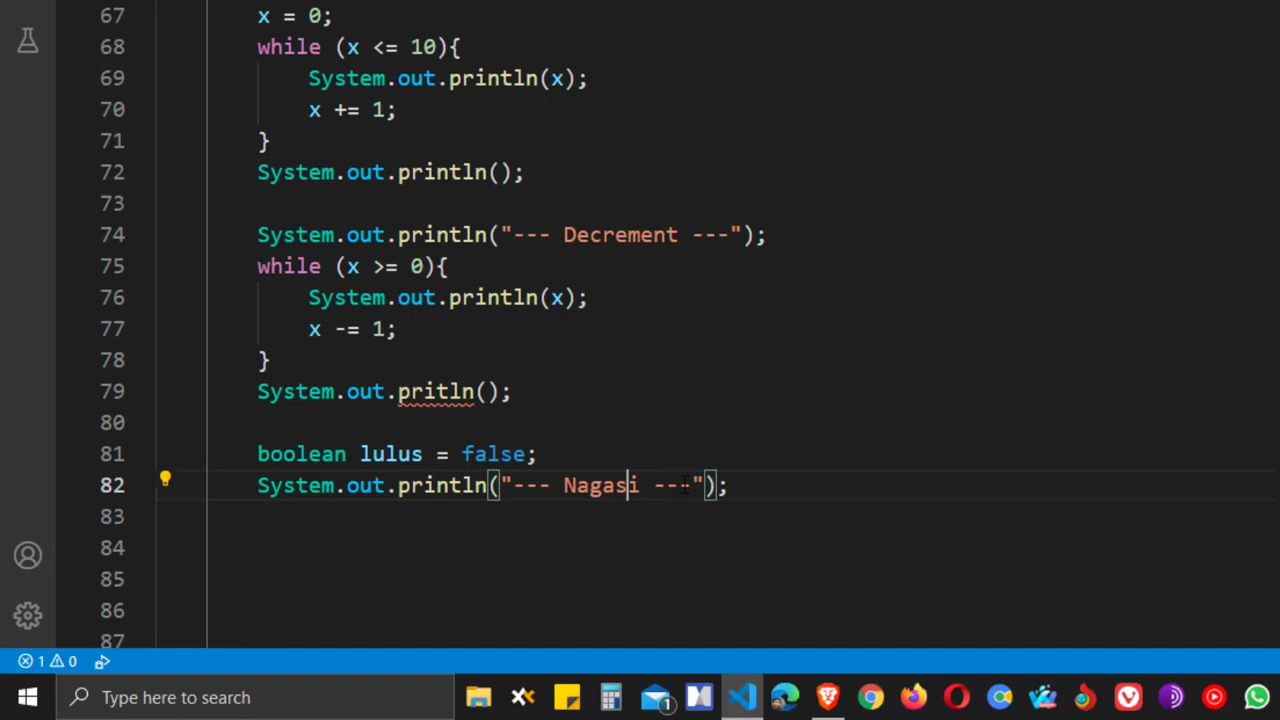 67 x = 0;
68 while (x <= 10){
69 System.out.println(x);
70 x += 1;
71 }
72 System.out.println();
73
74 System.out.println("--- Decrement ---");
75 while (x >= 0){
76 System.out.println(x);
77 x -= 1;
78 }
79 System.out.pritln();
80
81 boolean lulus = false;
82 System.out.println("--- Nagasi ---");
83
84
85
86
87
1 0
Type here to search
1